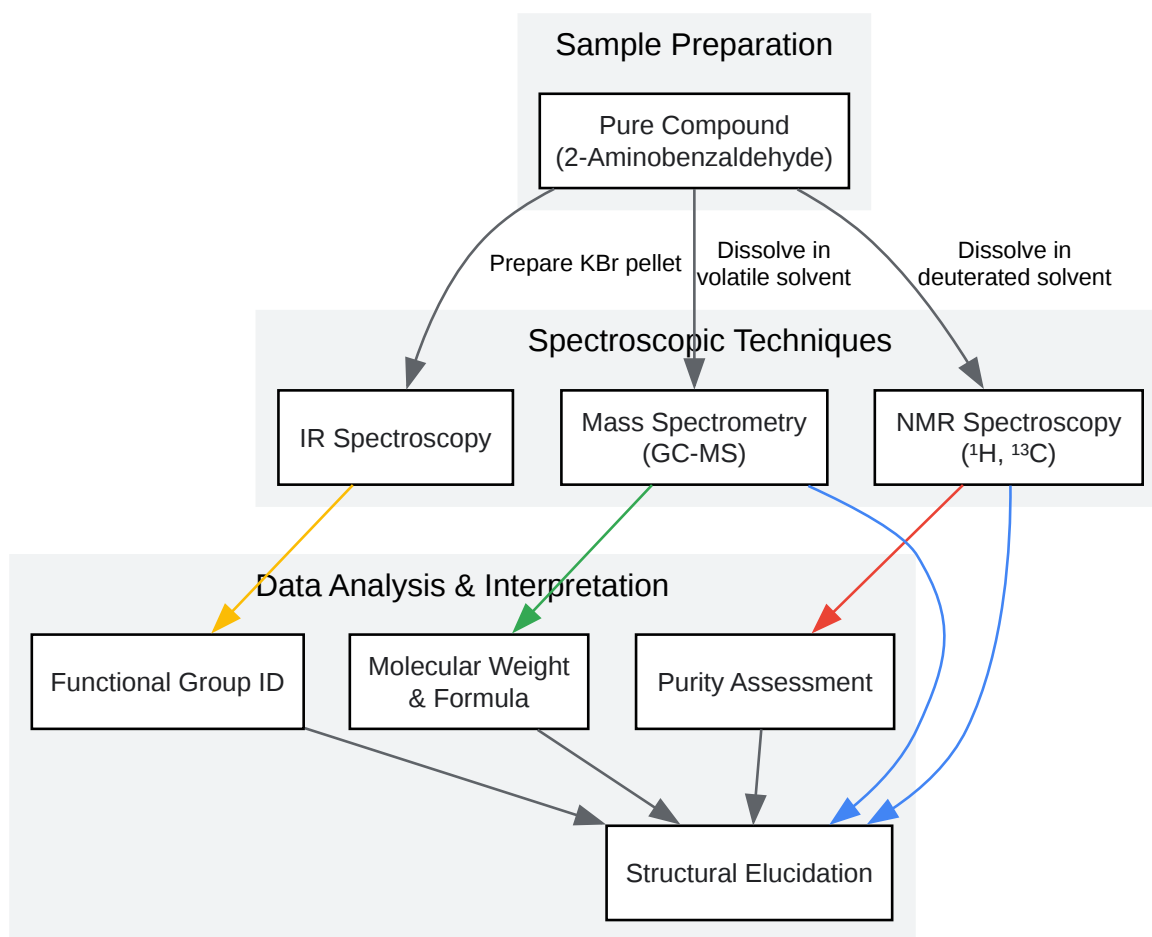 Sample Preparation
Pure Compound
(2-Aminobenzaldehyde)
Prepare KBr pellet
Dissolve in
volatile solvent
Dissolve in
deuterated solvent
Spectroscopic Techniques
IR Spectroscopy
Mass Spectrometry
(GC-MS)
NMR Spectroscopy
(¹H, ¹³C)
Data Analysis & Interpretation
Functional Group ID
Molecular Weight
& Formula
Purity Assessment
Structural Elucidation